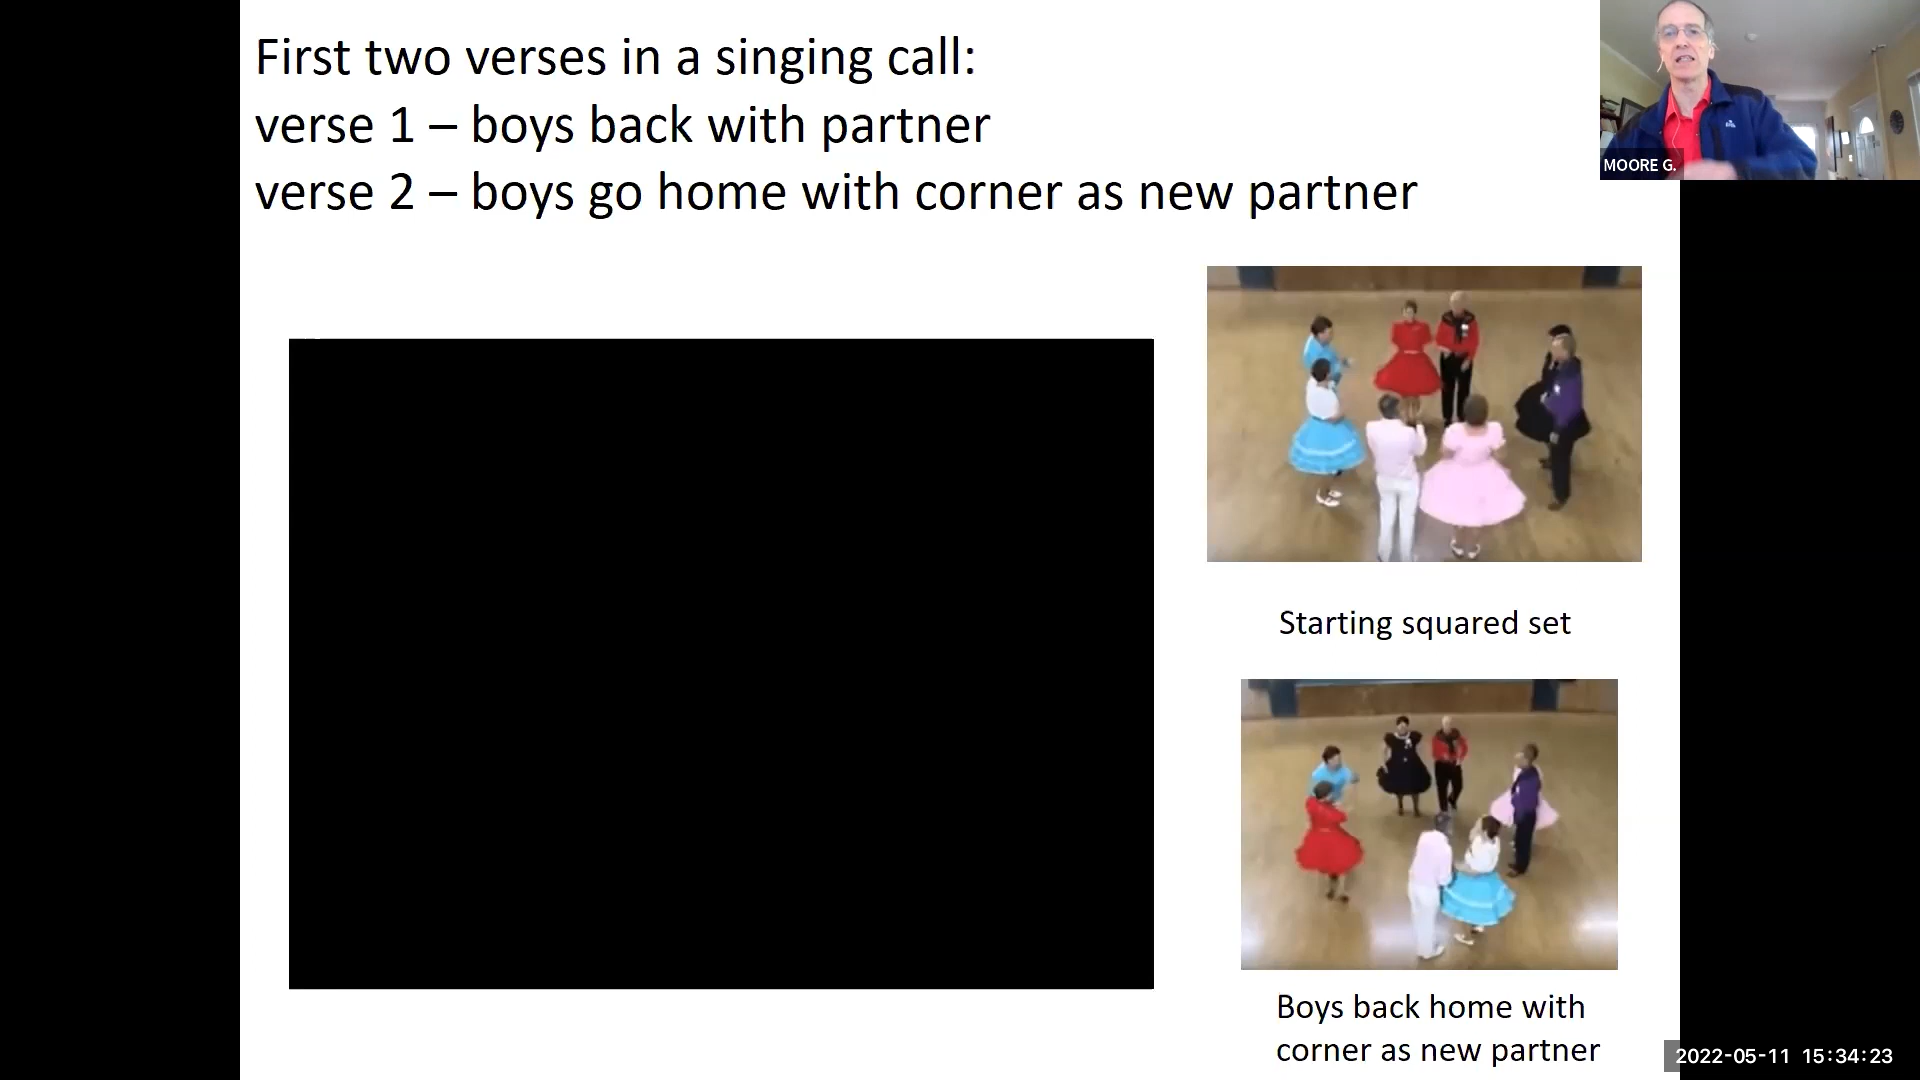 First two verses in a singing call:
verse 1 – boys back with partner
verse 2 – boys go home with corner as new partner
MOORE G.
Starting squared set
Boys back home with
corner as new partner
2022-05-11 15:34:23